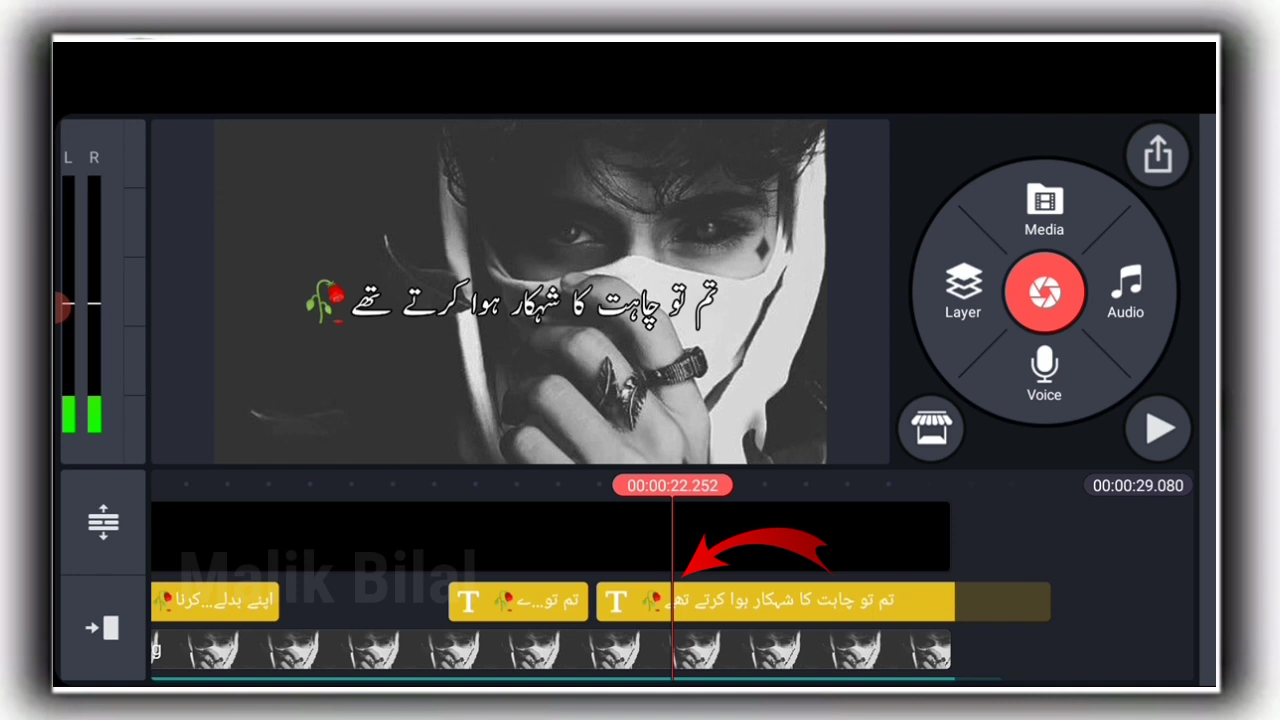 L R
Media
Layer
Audio
Voice
تم تو چاہت کا شہکار ہوا کرتے تھے
00:00:22.252
00:00:29.080
Malik Bilal
اپنے بدلے...کرنا
T تم تو...ے
T تم تو چاہت کا شہکار ہوا کرتے تھے
g